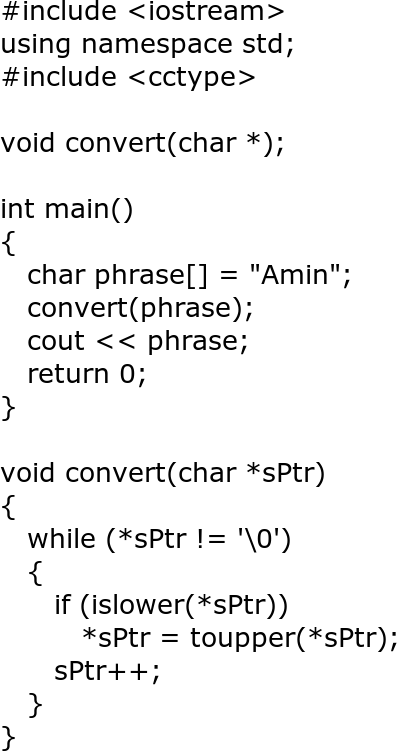 #include <iostream>
using namespace std;
#include <cctype>

void convert(char *);

int main()
{
   char phrase[] = "Amin";
   convert(phrase);
   cout << phrase;
   return 0;
}

void convert(char *sPtr)
{
   while (*sPtr != '\0')
   {
      if (islower(*sPtr))
         *sPtr = toupper(*sPtr);
      sPtr++;
   }
}